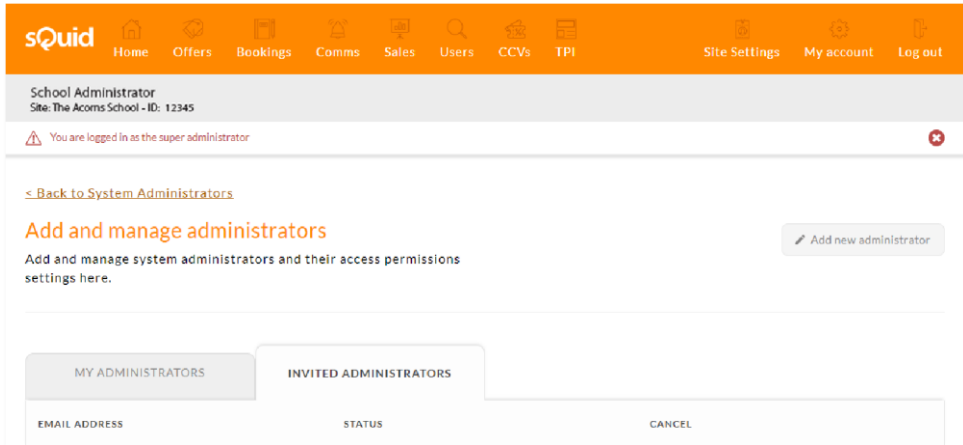 sQuid
Home Offers Bookings Comms Sales Users CCVs TPI Site Settings My account Log out
School Administrator
Site: The Acorns School - ID: 12345
You are logged in as the super administrator
< Back to System Administrators
Add and manage administrators
Add new administrator
Add and manage system administrators and their access permissions
settings here.
MY ADMINISTRATORS INVITED ADMINISTRATORS
EMAIL ADDRESS STATUS CANCEL